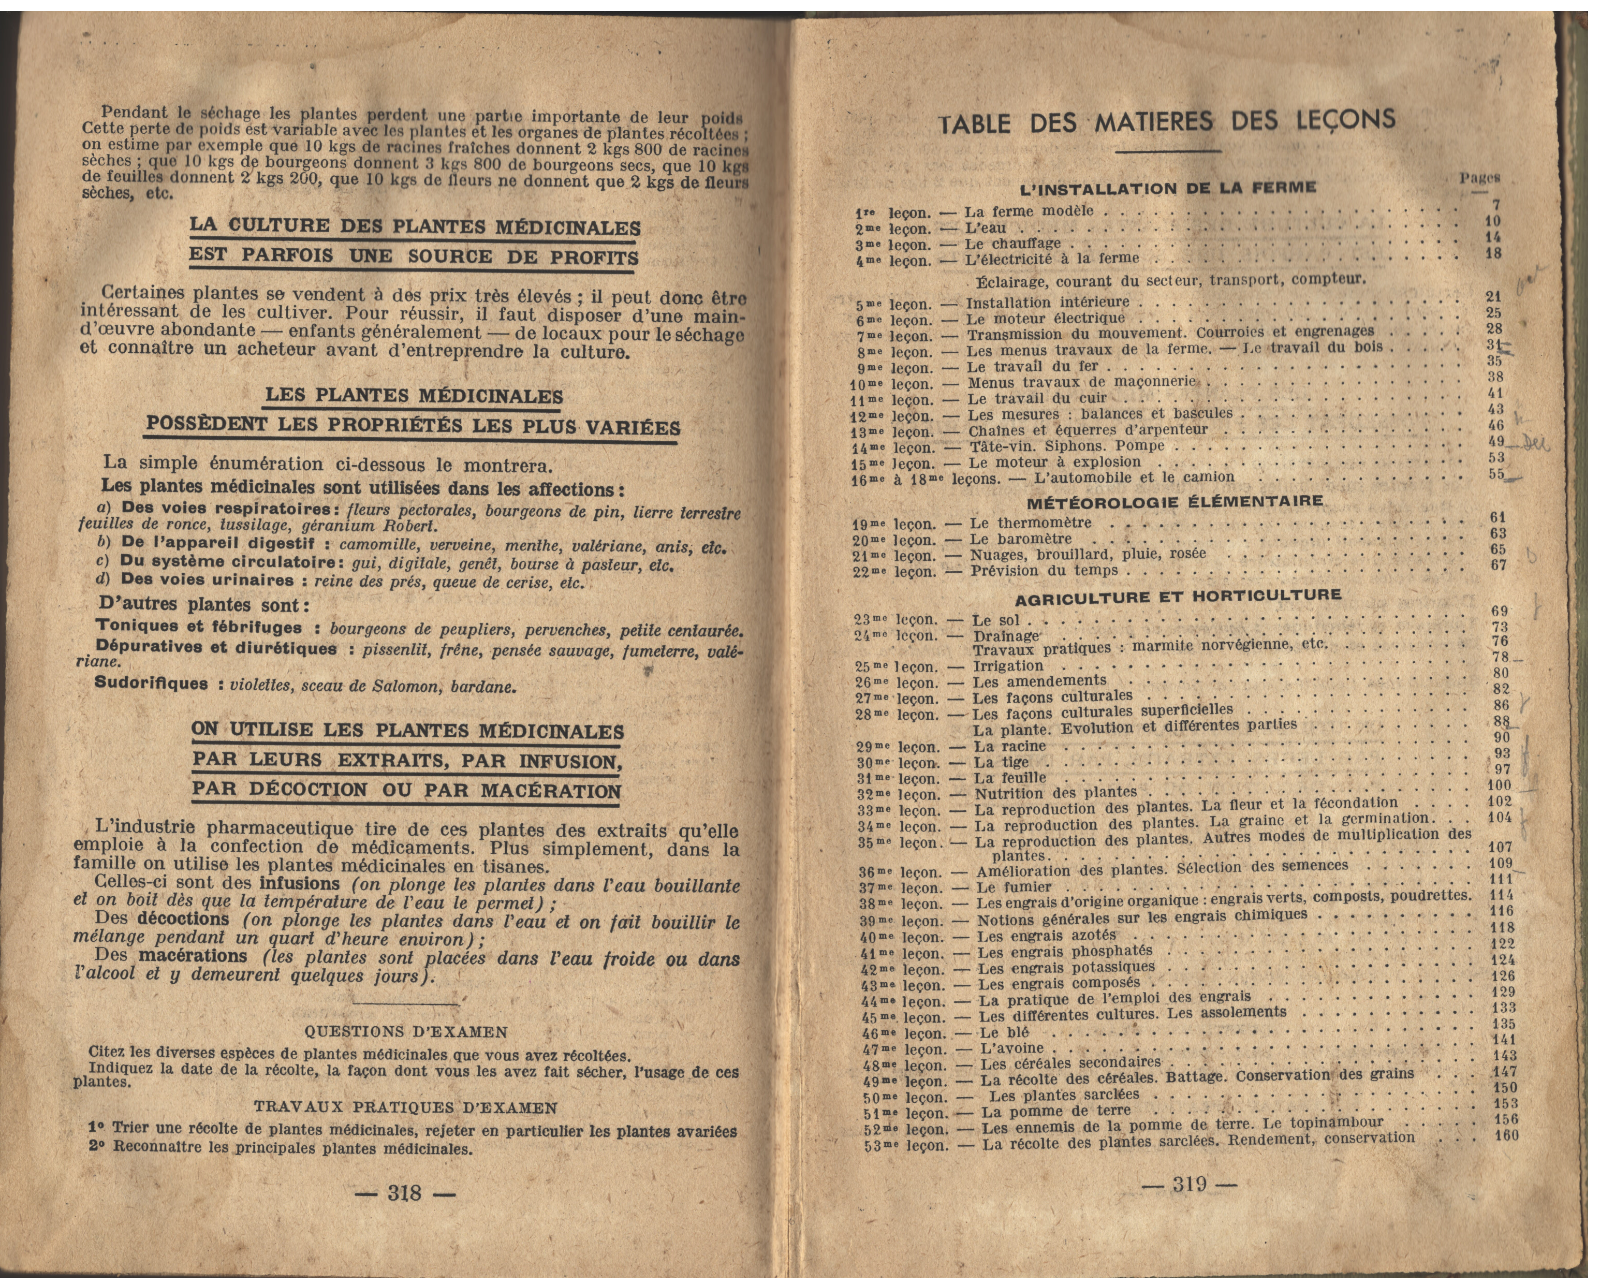 Pendant le séchage les plantes perdent une partie importante de leur poids
Cette perte de poids est variable avec les plantes et les organes de plantes récoltées ;
on estime par exemple que 10 kgs de racines fraîches donnent 2 kgs 800 de racines
sèches ; que 10 kgs de bourgeons donnent 3 kgs 800 de bourgeons secs, que 10 kgs
de feuilles donnent 2 kgs 200, que 10 kgs de fleurs ne donnent que 2 kgs de fleurs
sèches, etc.
LA CULTURE DES PLANTES MÉDICINALES
EST PARFOIS UNE SOURCE DE PROFITS
Certaines plantes se vendent à des prix très élevés ; il peut donc être
intéressant de les cultiver. Pour réussir, il faut disposer d'une main-
d'œuvre abondante — enfants généralement — de locaux pour le séchage
et connaître un acheteur avant d'entreprendre la culture.
LES PLANTES MÉDICINALES
POSSÈDENT LES PROPRIÉTÉS LES PLUS VARIÉES
La simple énumération ci-dessous le montrera.
Les plantes médicinales sont utilisées dans les affections :
a) Des voies respiratoires : fleurs pectorales, bourgeons de pin, lierre terrestre
feuilles de ronce, tussilage, géranium Robert.
b) De l'appareil digestif : camomille, verveine, menthe, valériane, anis, etc.
c) Du système circulatoire : gui, digitale, genêt, bourse à pasteur, etc.
d) Des voies urinaires : reine des prés, queue de cerise, etc.
D'autres plantes sont :
Toniques et fébrifuges : bourgeons de peupliers, pervenches, petite centaurée.
Dépuratives et diurétiques : pissenlit, frêne, pensée sauvage, fumeterre, valé-
riane.
Sudorifiques : violettes, sceau de Salomon, bardane.
ON UTILISE LES PLANTES MÉDICINALES
PAR LEURS EXTRAITS, PAR INFUSION,
PAR DÉCOCTION OU PAR MACÉRATION
L'industrie pharmaceutique tire de ces plantes des extraits qu'elle
emploie à la confection de médicaments. Plus simplement, dans la
famille on utilise les plantes médicinales en tisanes.
Celles-ci sont des infusions (on plonge les plantes dans l'eau bouillante
et on boit dès que la température de l'eau le permet) ;
Des décoctions (on plonge les plantes dans l'eau et on fait bouillir le
mélange pendant un quart d'heure environ) ;
Des macérations (les plantes sont placées dans l'eau froide ou dans
l'alcool et y demeurent quelques jours).
QUESTIONS D'EXAMEN
Citez les diverses espèces de plantes médicinales que vous avez récoltées.
Indiquez la date de la récolte, la façon dont vous les avez fait sécher, l'usage de ces
plantes.
TRAVAUX PRATIQUES D'EXAMEN
1° Trier une récolte de plantes médicinales, rejeter en particulier les plantes avariées
2° Reconnaître les principales plantes médicinales.
— 318 —
TABLE DES MATIERES DES LEÇONS
Pages
L'INSTALLATION DE LA FERME
1re leçon. — La ferme modèle . . . 7
2me leçon. — L'eau . . . 10
3me leçon. — Le chauffage . . . 14
4me leçon. — L'électricité à la ferme . . . 18
Éclairage, courant du secteur, transport, compteur.
5me leçon. — Installation intérieure . . . 21
6me leçon. — Le moteur électrique . . . 25
7me leçon. — Transmission du mouvement. Courroies et engrenages . . . 28
8me leçon. — Les menus travaux de la ferme. — Le travail du bois . . . 31
9me leçon. — Le travail du fer . . . 35
10me leçon. — Menus travaux de maçonnerie . . . 38
11me leçon. — Le travail du cuir . . . 41
12me leçon. — Les mesures : balances et bascules . . . 43
13me leçon. — Chaînes et équerres d'arpenteur . . . 46
14me leçon. — Tâte-vin. Siphons. Pompe . . . 49
15me leçon. — Le moteur à explosion . . . 53
16me à 18me leçons. — L'automobile et le camion . . . 55
MÉTÉOROLOGIE ÉLÉMENTAIRE
19me leçon. — Le thermomètre . . . 61
20me leçon. — Le baromètre . . . 63
21me leçon. — Nuages, brouillard, pluie, rosée . . . 65
22me leçon. — Prévision du temps . . . 67
AGRICULTURE ET HORTICULTURE
23me leçon. — Le sol . . . 69
24me leçon. — Drainage . . . 73
Travaux pratiques : marmite norvégienne, etc. . . . 76
25me leçon. — Irrigation . . . 78
26me leçon. — Les amendements . . . 80
27me leçon. — Les façons culturales . . . 82
28me leçon. — Les façons culturales superficielles . . . 86
La plante. Evolution et différentes parties . . . 88
29me leçon. — La racine . . . 90
30me leçon. — La tige . . . 93
31me leçon. — La feuille . . . 97
32me leçon. — Nutrition des plantes . . . 100
33me leçon. — La reproduction des plantes. La fleur et la fécondation . . . 102
34me leçon. — La reproduction des plantes. La graine et la germination . . . 104
35me leçon. — La reproduction des plantes. Autres modes de multiplication des
plantes. . . . 107
36me leçon. — Amélioration des plantes. Sélection des semences . . . 109
37me leçon. — Le fumier . . . 111
38me leçon. — Les engrais d'origine organique : engrais verts, composts, poudrettes. 114
39me leçon. — Notions générales sur les engrais chimiques . . . 116
40me leçon. — Les engrais azotés . . . 118
41me leçon. — Les engrais phosphatés . . . 122
42me leçon. — Les engrais potassiques . . . 124
43me leçon. — Les engrais composés . . . 126
44me leçon. — La pratique de l'emploi des engrais . . . 129
45me leçon. — Les différentes cultures. Les assolements . . . 133
46me leçon. — Le blé . . . 135
47me leçon. — L'avoine . . . 141
48me leçon. — Les céréales secondaires . . . 143
49me leçon. — La récolte des céréales. Battage. Conservation des grains . . . 147
50me leçon. — Les plantes sarclées . . . 150
51me leçon. — La pomme de terre . . . 153
52me leçon. — Les ennemis de la pomme de terre. Le topinambour . . . 156
53me leçon. — La récolte des plantes sarclées. Rendement, conservation . . . 160
— 319 —